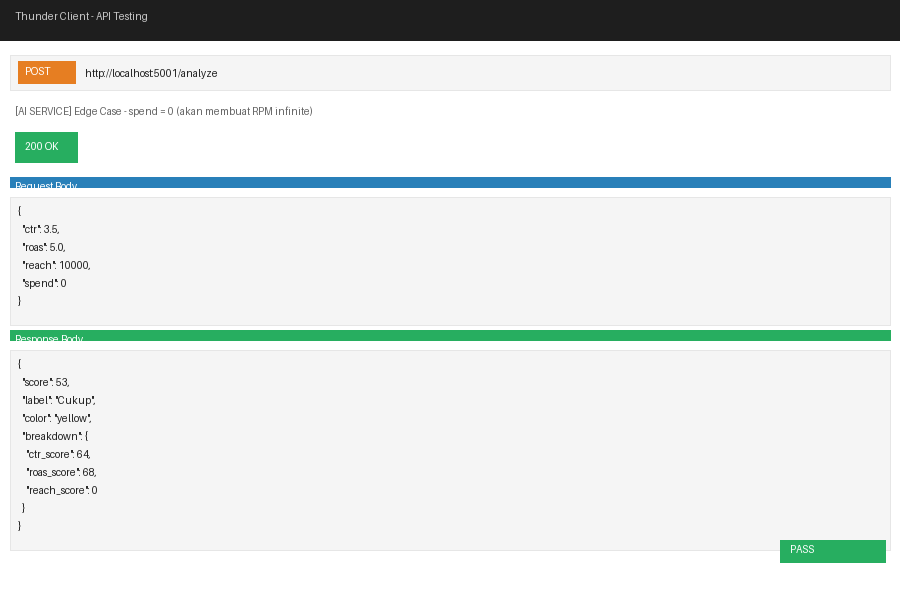 Thunder Client - API Testing
POST http://localhost:5001/analyze
[AI SERVICE] Edge Case - spend = 0 (akan membuat RPM infinite)
200 OK
Request Body
{
"ctr": 3.5,
"roas": 5.0,
"reach": 10000,
"spend": 0
}
Response Body
{
"score": 53,
"label": "Cukup",
"color": "yellow",
"breakdown": {
"ctr_score": 64,
"roas_score": 68,
"reach_score": 0
}
}
PASS